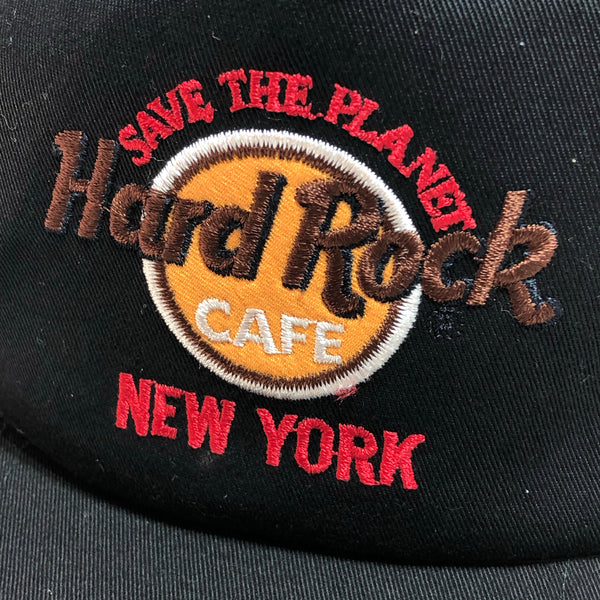 SAVE THE PLANET
Hard Rock
CAFE
NEW YORK